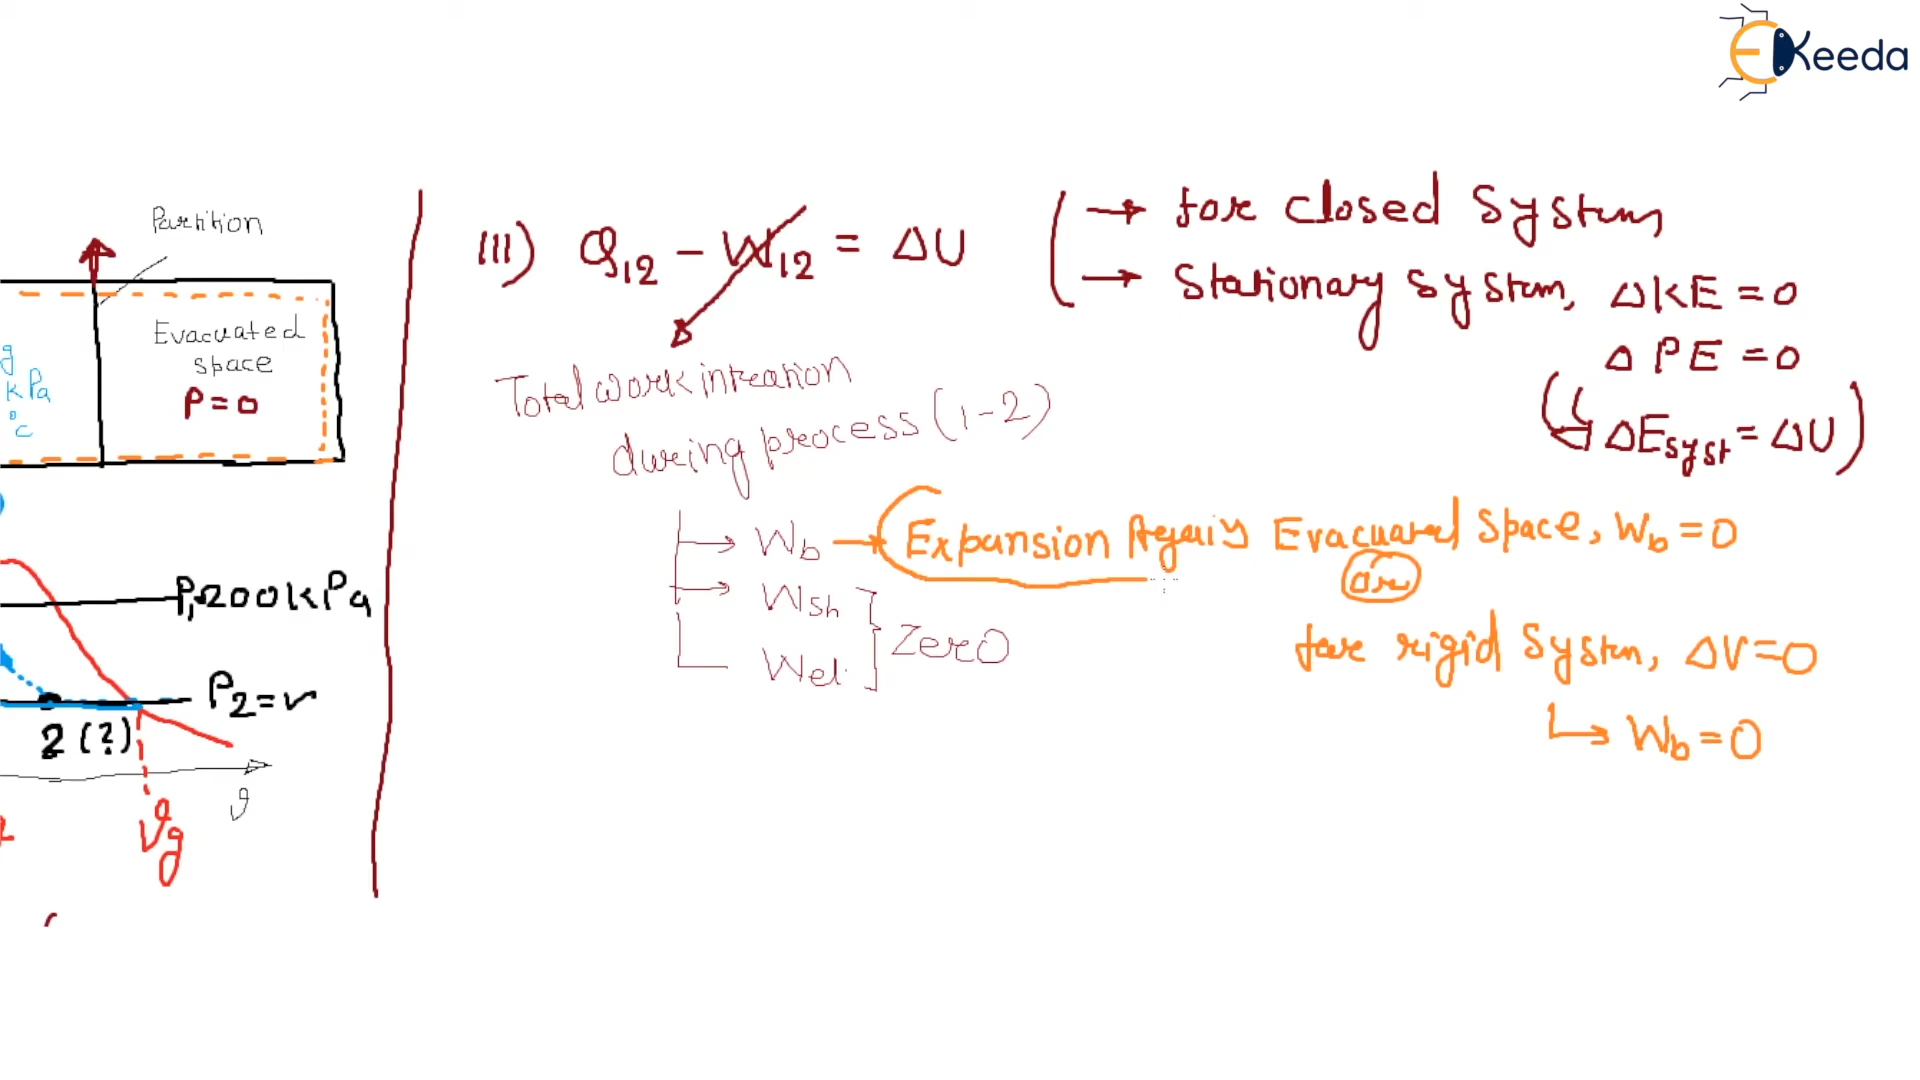 EKeeda
Partition
Evacuated
space
P=0
g
kPa
°c
P1,200kPa
P2=v
2(?)
ϑ
Vg
III) Q12 - W12 = ΔU
→ for closed System,
→ Stationary System, ΔKE = 0
ΔPE = 0
ΔEsyst = ΔU
Total work intreation
during process (1-2)
→ Wb → Expansion Evacuated Space, Wb = 0
→ Wsh
Wel.
Zero
or
for rigid System, ΔV=0
→ Wb = 0